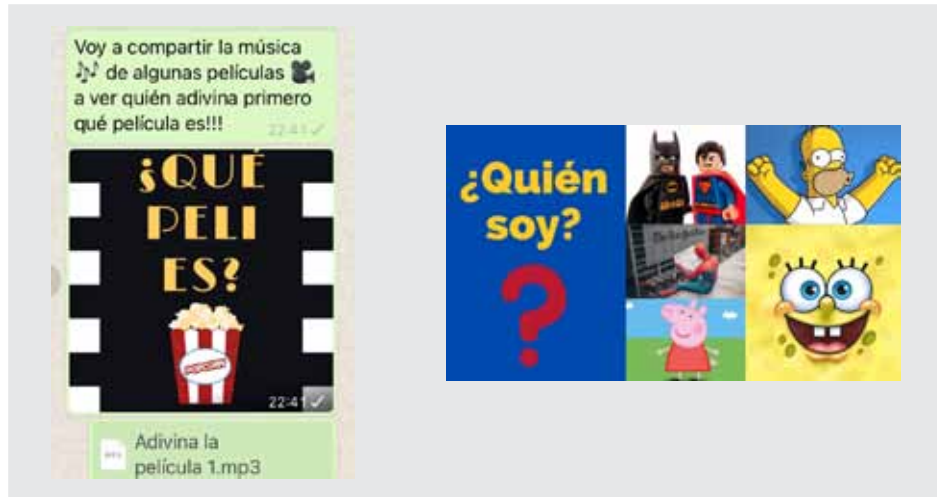 Voy a compartir la música
🎶 de algunas películas 🎥
a ver quién adivina primero
qué película es!!!
22:41
¿QUÉ
PELI
ES?
POPCORN
22:41
Adivina la
película 1.mp3
¿Quién
soy?
?